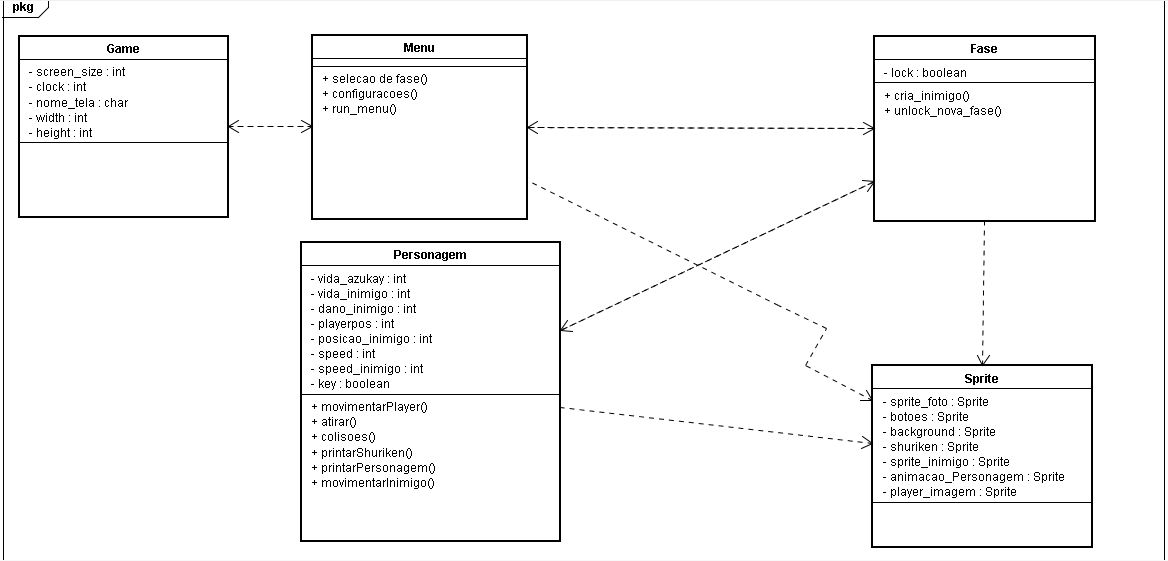 pkg
Game
- screen_size : int
- clock : int
- nome_tela : char
- width : int
- height : int
Menu
+ selecao de fase()
+ configuracoes()
+ run_menu()
Fase
- lock : boolean
+ cria_inimigo()
+ unlock_nova_fase()
Personagem
- vida_azukay : int
- vida_inimigo : int
- dano_inimigo : int
- playerpos : int
- posicao_inimigo : int
- speed : int
- speed_inimigo : int
- key : boolean
+ movimentarPlayer()
+ atirar()
+ colisoes()
+ printarShuriken()
+ printarPersonagem()
+ movimentarInimigo()
Sprite
- sprite_foto : Sprite
- botoes : Sprite
- background : Sprite
- shuriken : Sprite
- sprite_inimigo : Sprite
- animacao_Personagem : Sprite
- player_imagem : Sprite